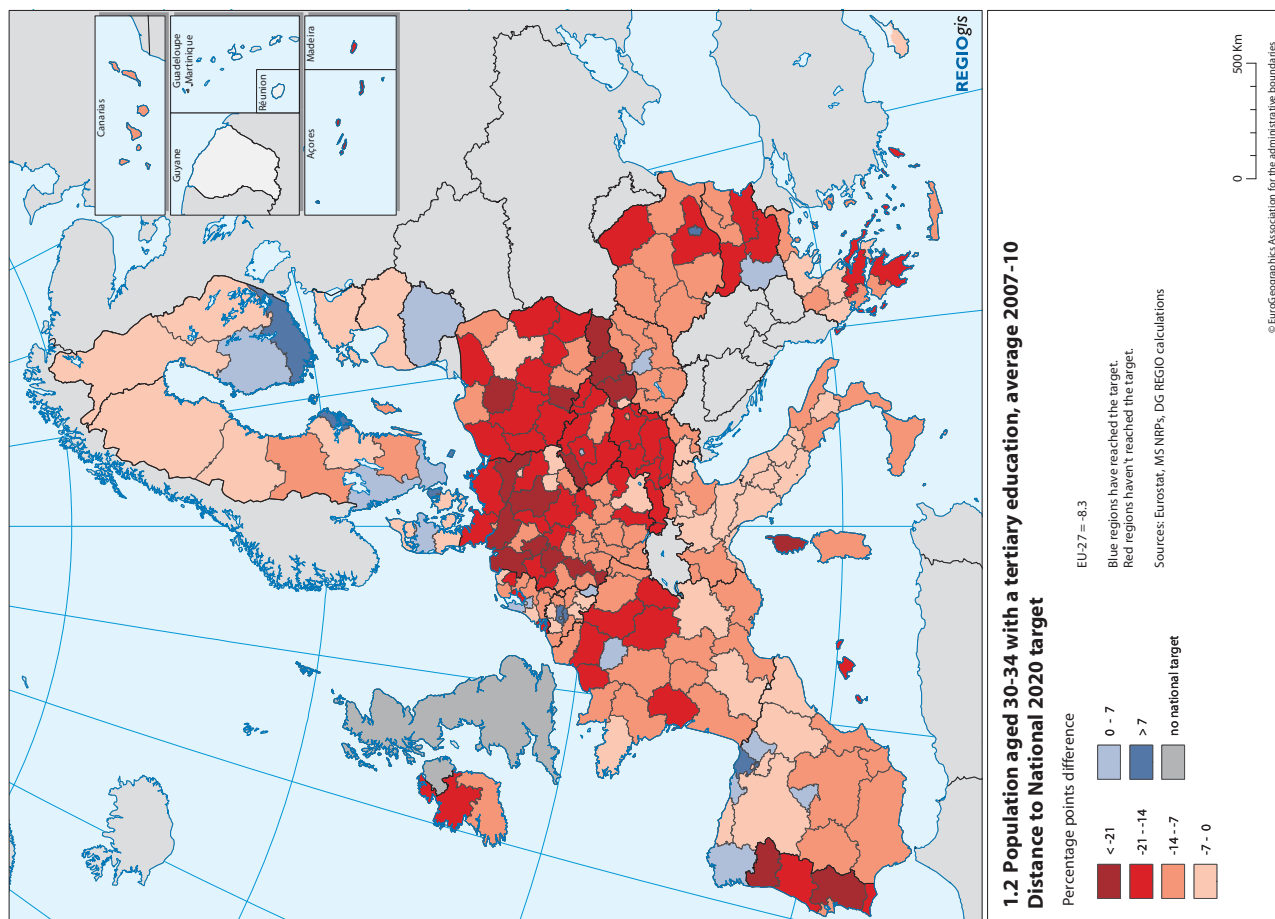 Canarias
Guadeloupe
Martinique
Réunion
Guyane
Madeira
Açores
REGIOgis
1.2 Population aged 30-34 with a tertiary education, average 2007-10
Distance to National 2020 target
Percentage points difference
< -21
-21 - -14
-14 - -7
-7 - 0
0 - 7
> 7
no national target
EU-27 = -8.3
Blue regions have reached the target.
Red regions haven't reached the target.
Sources: Eurostat, MS NRPs, DG REGIO calculations
0 500 Km
© EuroGeographics Association for the administrative boundaries